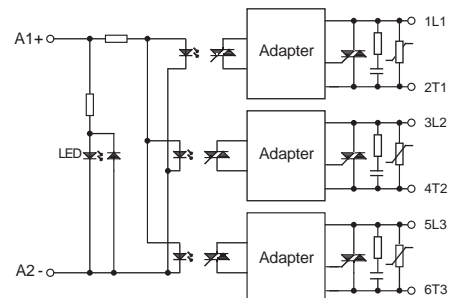 A1+
Adapter
1L1
2T1
3L2
LED
Adapter
4T2
5L3
A2 -
Adapter
6T3